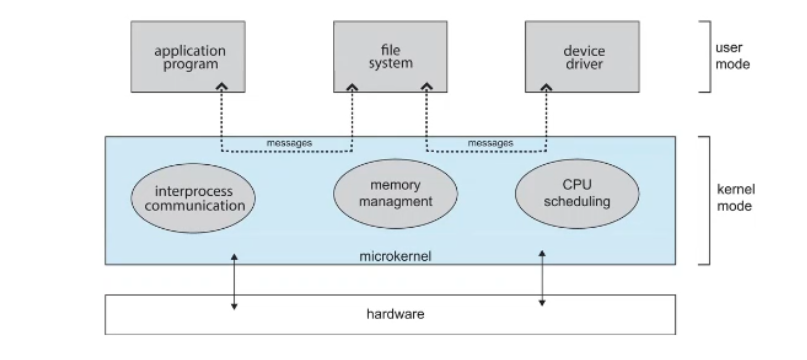 application
program
file
system
device
driver
user
mode
messages
messages
interprocess
communication
memory
managment
CPU
scheduling
kernel
mode
microkernel
hardware